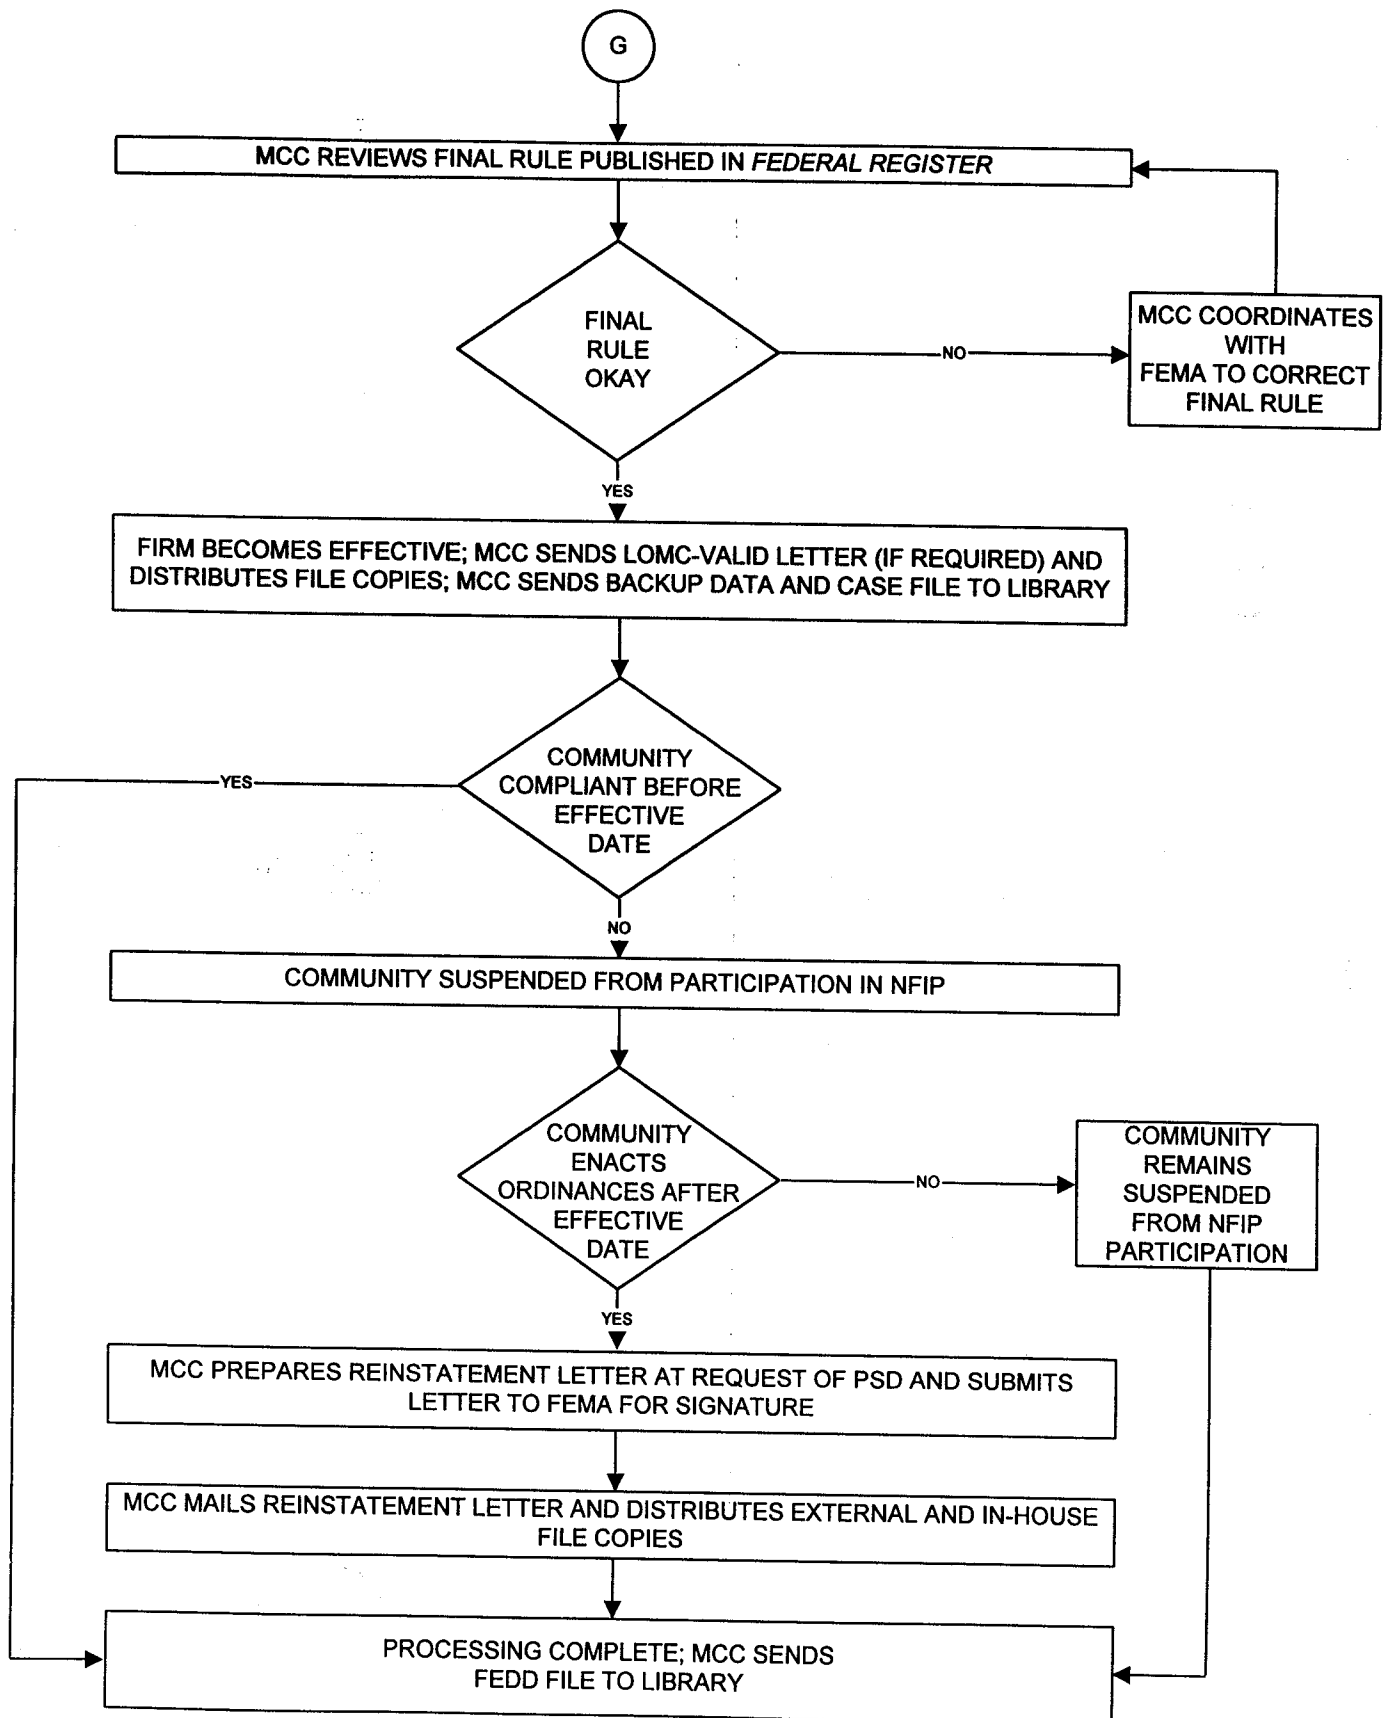 G
MCC REVIEWS FINAL RULE PUBLISHED IN FEDERAL REGISTER
FINAL
RULE
OKAY
NO
MCC COORDINATES
WITH
FEMA TO CORRECT
FINAL RULE
YES
FIRM BECOMES EFFECTIVE; MCC SENDS LOMC-VALID LETTER (IF REQUIRED) AND
DISTRIBUTES FILE COPIES; MCC SENDS BACKUP DATA AND CASE FILE TO LIBRARY
COMMUNITY
COMPLIANT BEFORE
EFFECTIVE
DATE
YES
NO
COMMUNITY SUSPENDED FROM PARTICIPATION IN NFIP
COMMUNITY
ENACTS
ORDINANCES AFTER
EFFECTIVE
DATE
NO
COMMUNITY
REMAINS
SUSPENDED
FROM NFIP
PARTICIPATION
YES
MCC PREPARES REINSTATEMENT LETTER AT REQUEST OF PSD AND SUBMITS
LETTER TO FEMA FOR SIGNATURE
MCC MAILS REINSTATEMENT LETTER AND DISTRIBUTES EXTERNAL AND IN-HOUSE
FILE COPIES
PROCESSING COMPLETE; MCC SENDS
FEDD FILE TO LIBRARY